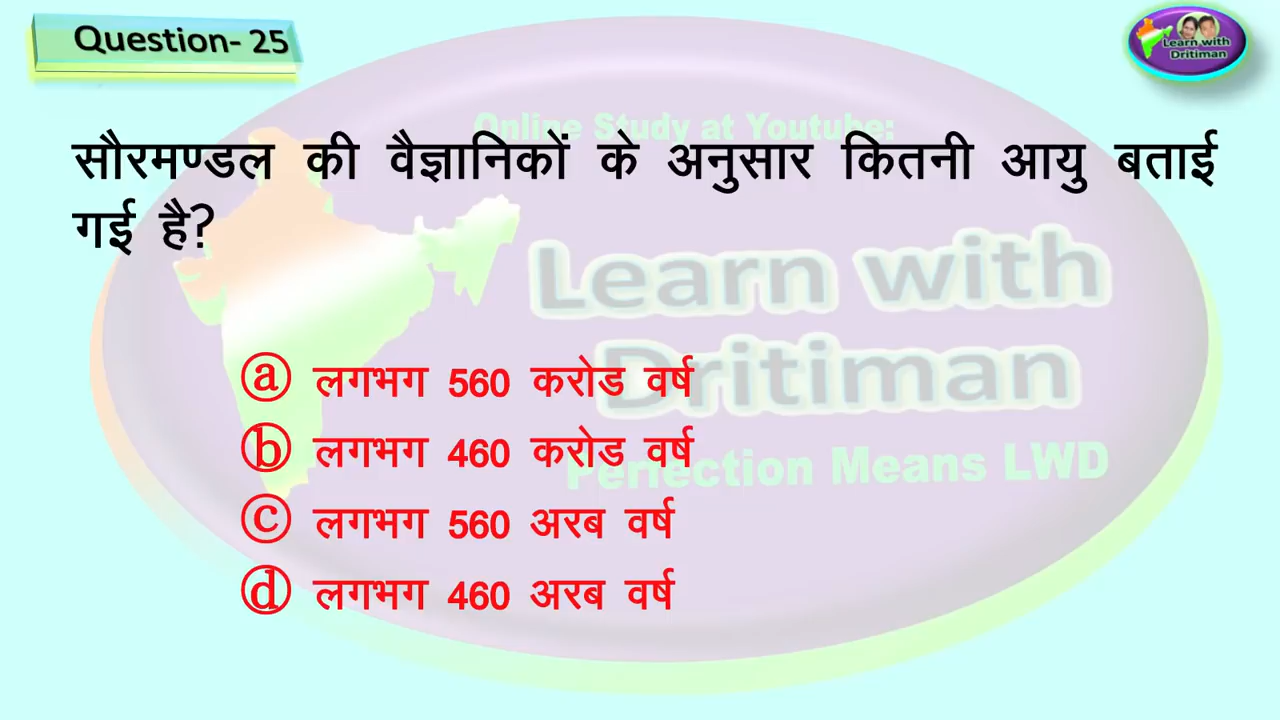 Question- 25
Learn with
Dritiman
Online Study at Youtube:
सौरमण्डल की वैज्ञानिकों के अनुसार कितनी आयु बताई
गई है?
Learn with
Dritiman
ⓐ लगभग 560 करोड वर्ष
ⓑ लगभग 460 करोड वर्ष
Perfection Means LWD
ⓒ लगभग 560 अरब वर्ष
ⓓ लगभग 460 अरब वर्ष